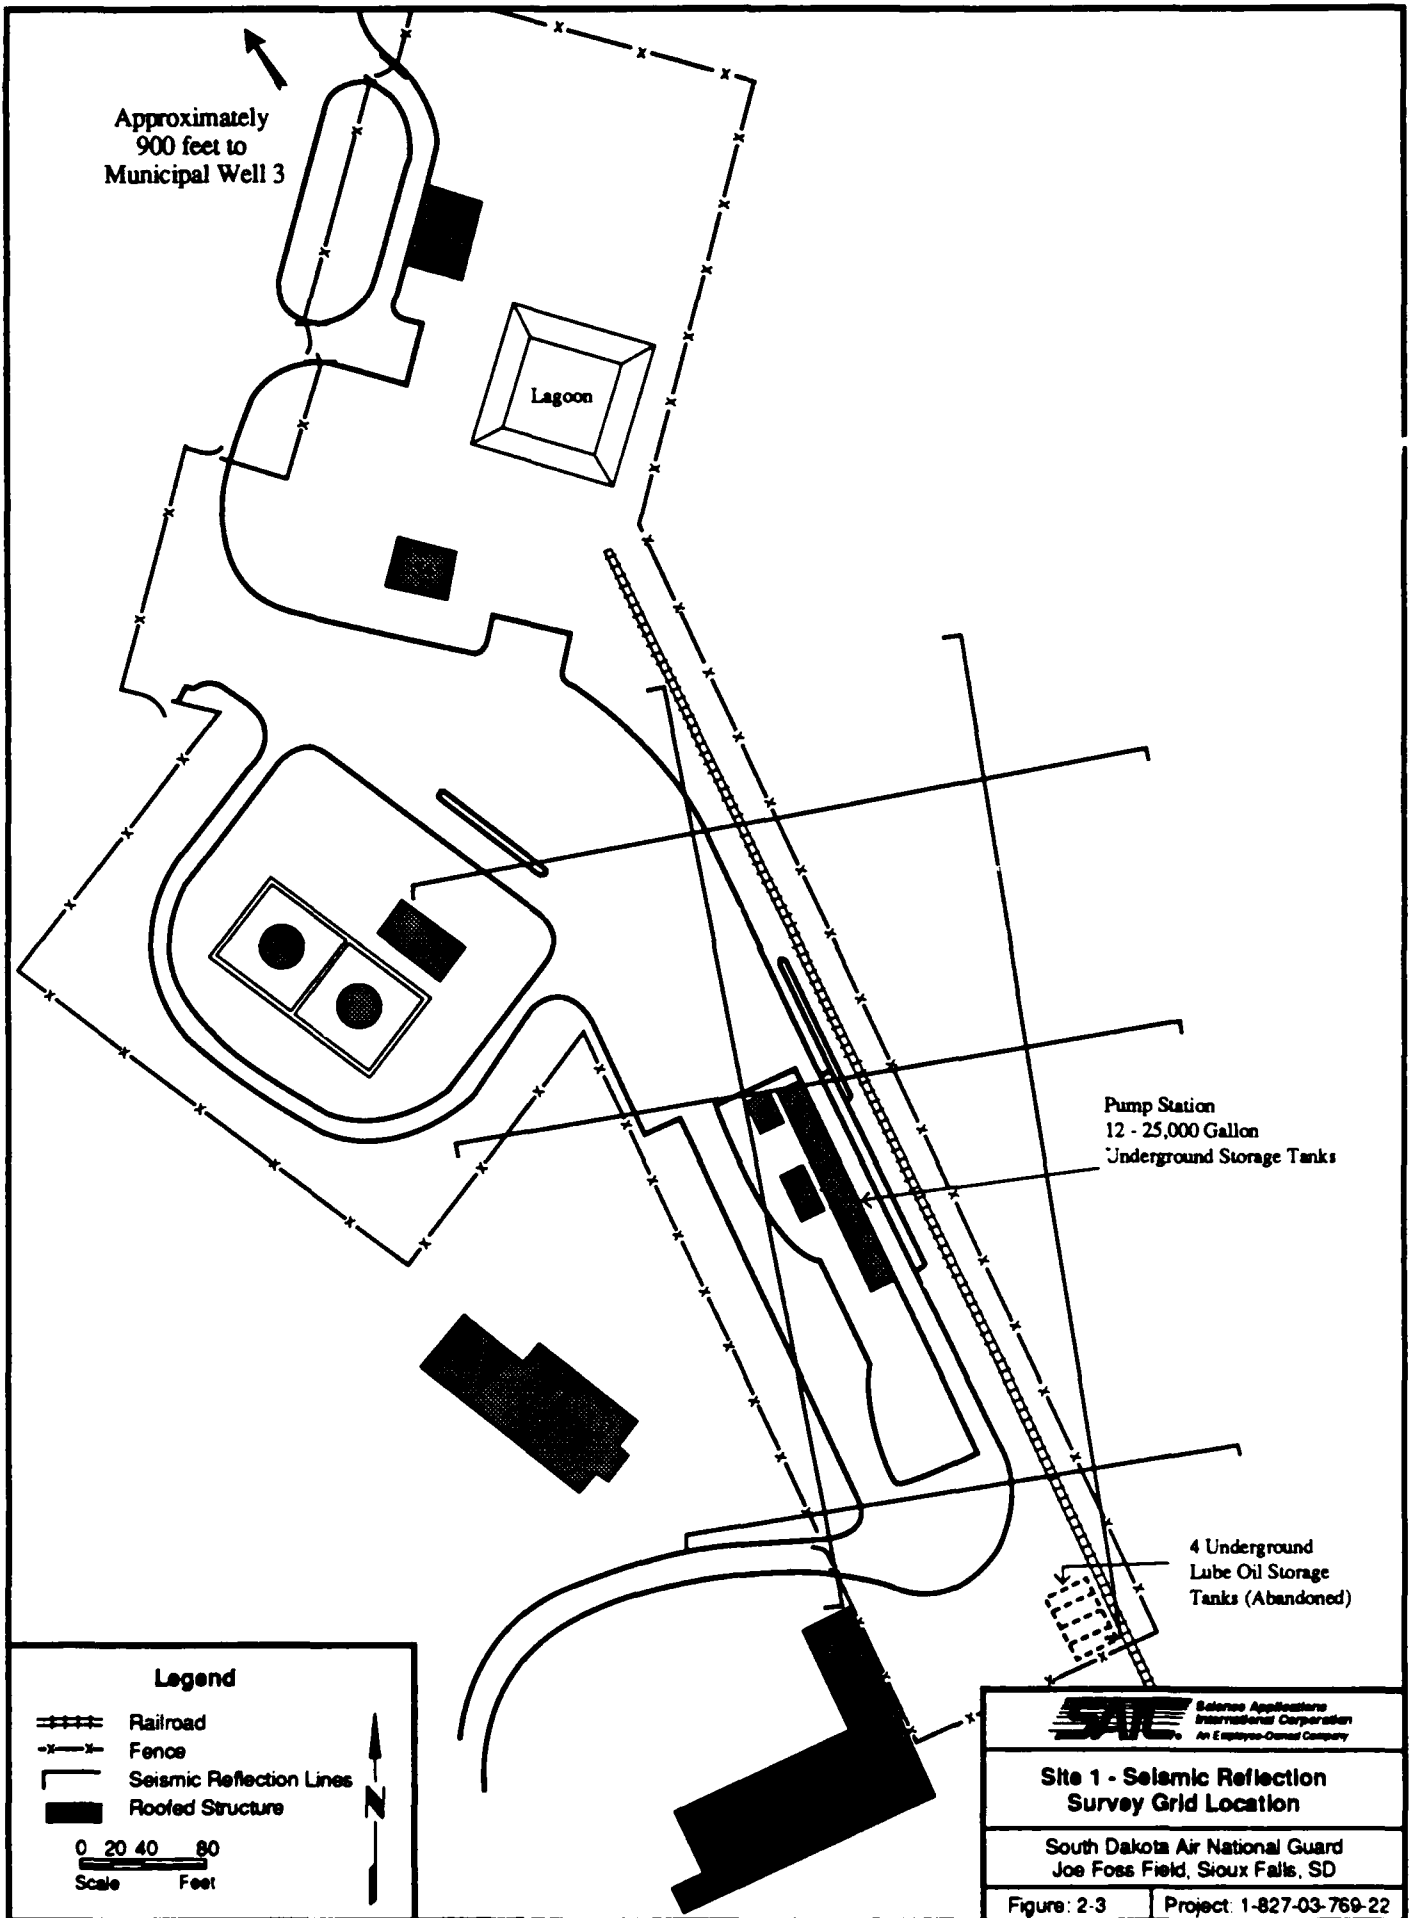 Approximately
900 feet to
Municipal Well 3
Lagoon
Pump Station
12 - 25,000 Gallon
Underground Storage Tanks
4 Underground
Lube Oil Storage
Tanks (Abandoned)
Legend
Railroad
Fence
Seismic Reflection Lines
Roofed Structure
N
0 20 40 80
Scale Feet
SAIC
Science Applications
International Corporation
An Employee-Owned Company
Site 1 - Seismic Reflection
Survey Grid Location
South Dakota Air National Guard
Joe Foss Field, Sioux Falls, SD
Figure: 2-3 Project: 1-827-03-769-22